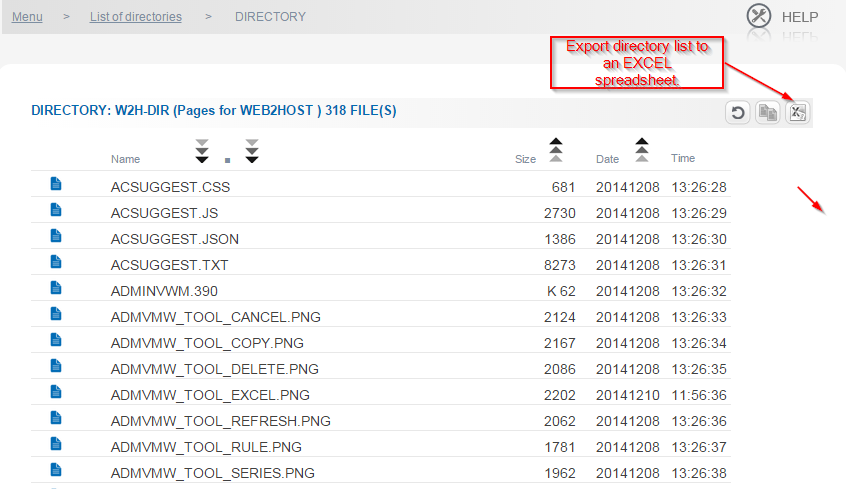 Menu > List of directories > DIRECTORY
HELP
Export directory list to
an EXCEL
spreadsheet.
DIRECTORY: W2H-DIR (Pages for WEB2HOST ) 318 FILE(S)
Name Size Date Time
ACSUGGEST.CSS 681 20141208 13:26:28
ACSUGGEST.JS 2730 20141208 13:26:29
ACSUGGEST.JSON 1386 20141208 13:26:30
ACSUGGEST.TXT 8273 20141208 13:26:31
ADMINVWM.390 K 62 20141208 13:26:32
ADMVMW_TOOL_CANCEL.PNG 2124 20141208 13:26:33
ADMVMW_TOOL_COPY.PNG 2167 20141208 13:26:34
ADMVMW_TOOL_DELETE.PNG 2086 20141208 13:26:35
ADMVMW_TOOL_EXCEL.PNG 2202 20141210 11:56:36
ADMVMW_TOOL_REFRESH.PNG 2062 20141208 13:26:36
ADMVMW_TOOL_RULE.PNG 1781 20141208 13:26:37
ADMVMW_TOOL_SERIES.PNG 1962 20141208 13:26:38